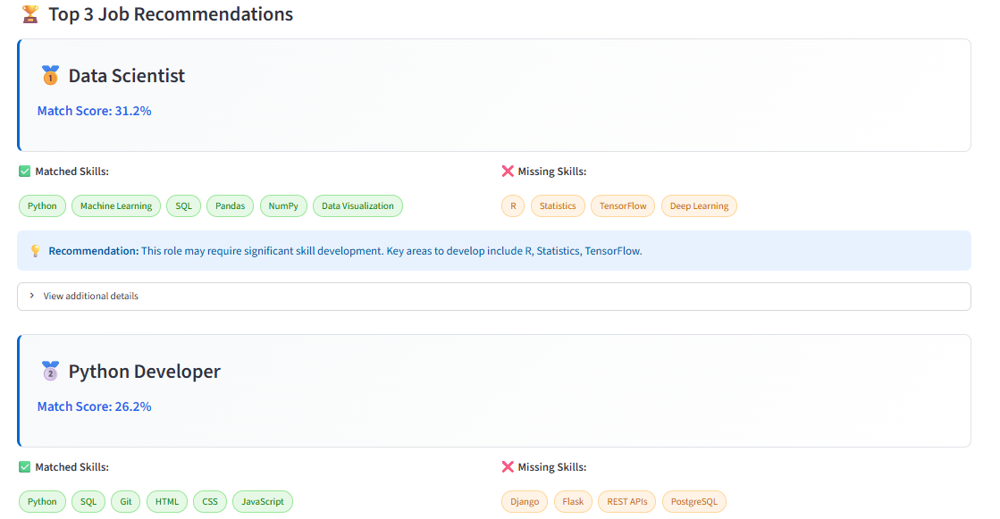 Top 3 Job Recommendations
1 Data Scientist
Match Score: 31.2%
Matched Skills: Missing Skills:
Python Machine Learning SQL Pandas NumPy Data Visualization R Statistics TensorFlow Deep Learning
Recommendation: This role may require significant skill development. Key areas to develop include R, Statistics, TensorFlow.
View additional details
2 Python Developer
Match Score: 26.2%
Matched Skills: Missing Skills:
Python SQL Git HTML CSS JavaScript Django Flask REST APIs PostgreSQL